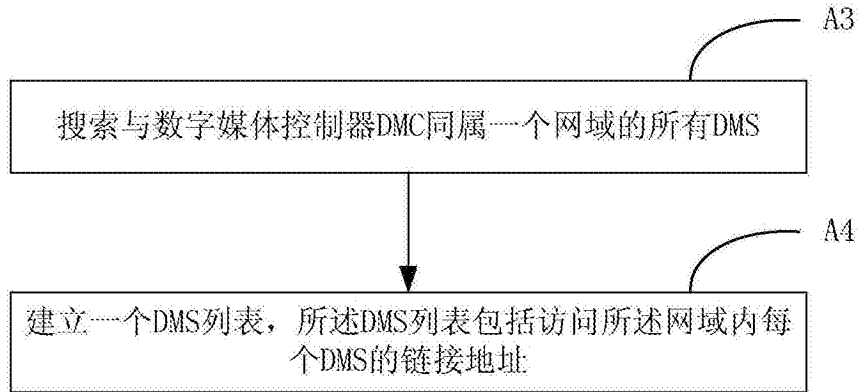 A3
搜索与数字媒体控制器DMC同属一个网域的所有DMS
A4
建立一个DMS列表，所述DMS列表包括访问所述网域内每
个DMS的链接地址